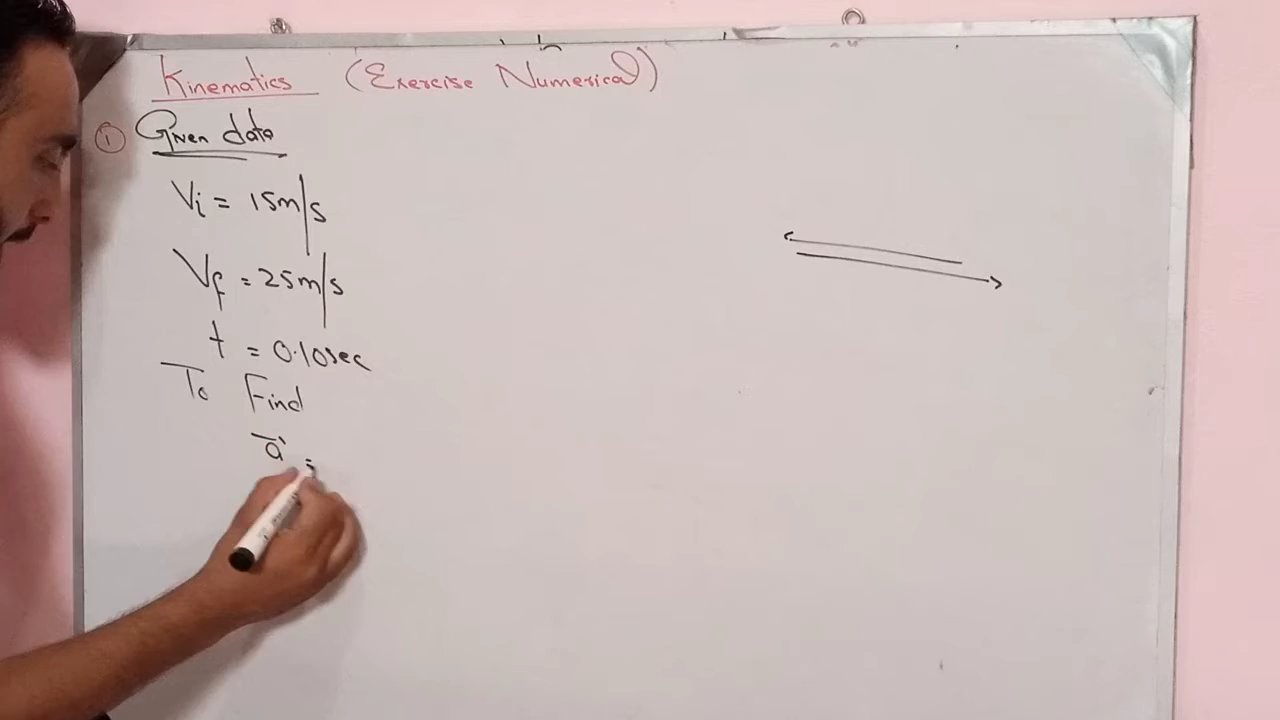 Kinematics (Exercise Numerical)
① Given data
Vi = 15m/s
Vf = 25m/s
t = 0.10sec
To Find
a =